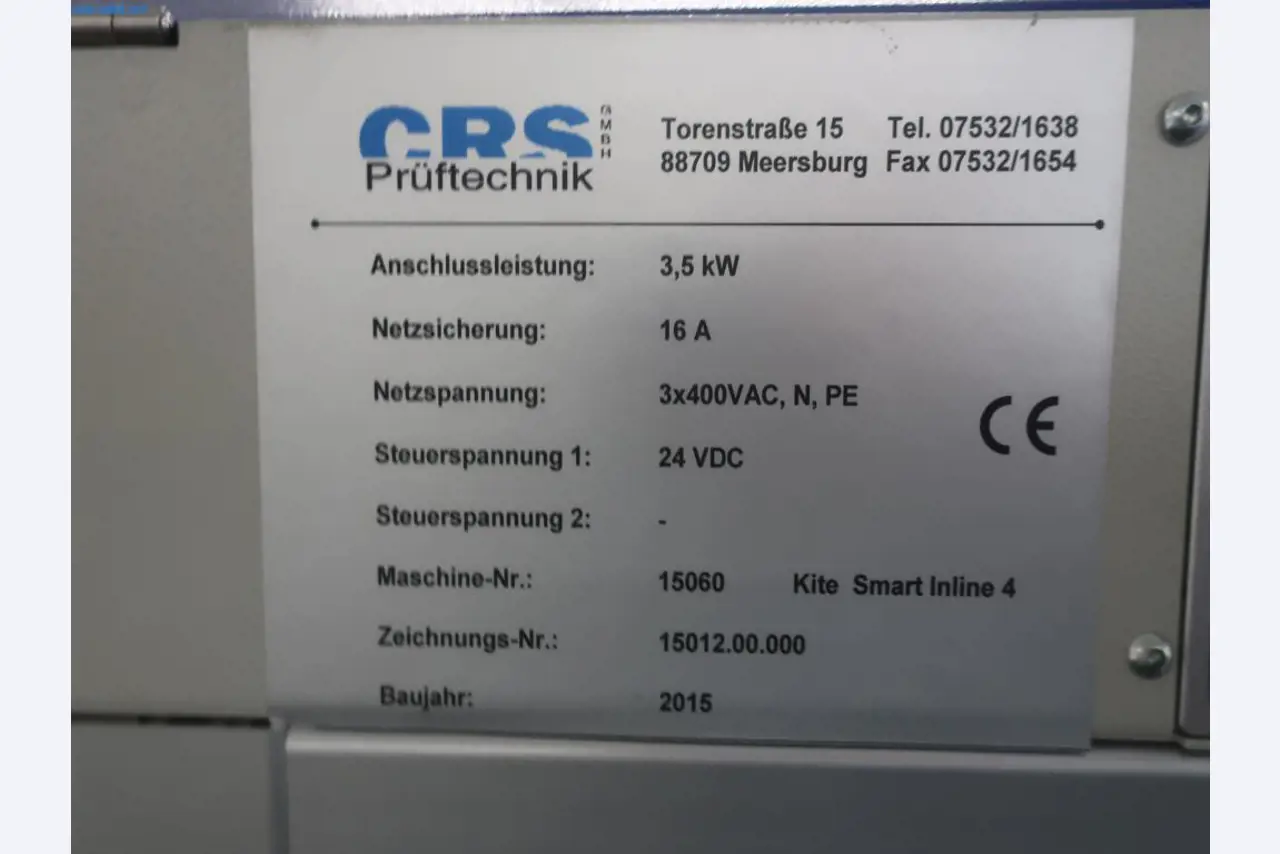 CRS GMBH
Prüftechnik
Torenstraße 15 Tel. 07532/1638
88709 Meersburg Fax 07532/1654
Anschlussleistung: 3,5 kW
Netzsicherung: 16 A
Netzspannung: 3x400VAC, N, PE
CE
Steuerspannung 1: 24 VDC
Steuerspannung 2: -
Maschine-Nr.: 15060 Kite Smart Inline 4
Zeichnungs-Nr.: 15012.00.000
Baujahr: 2015